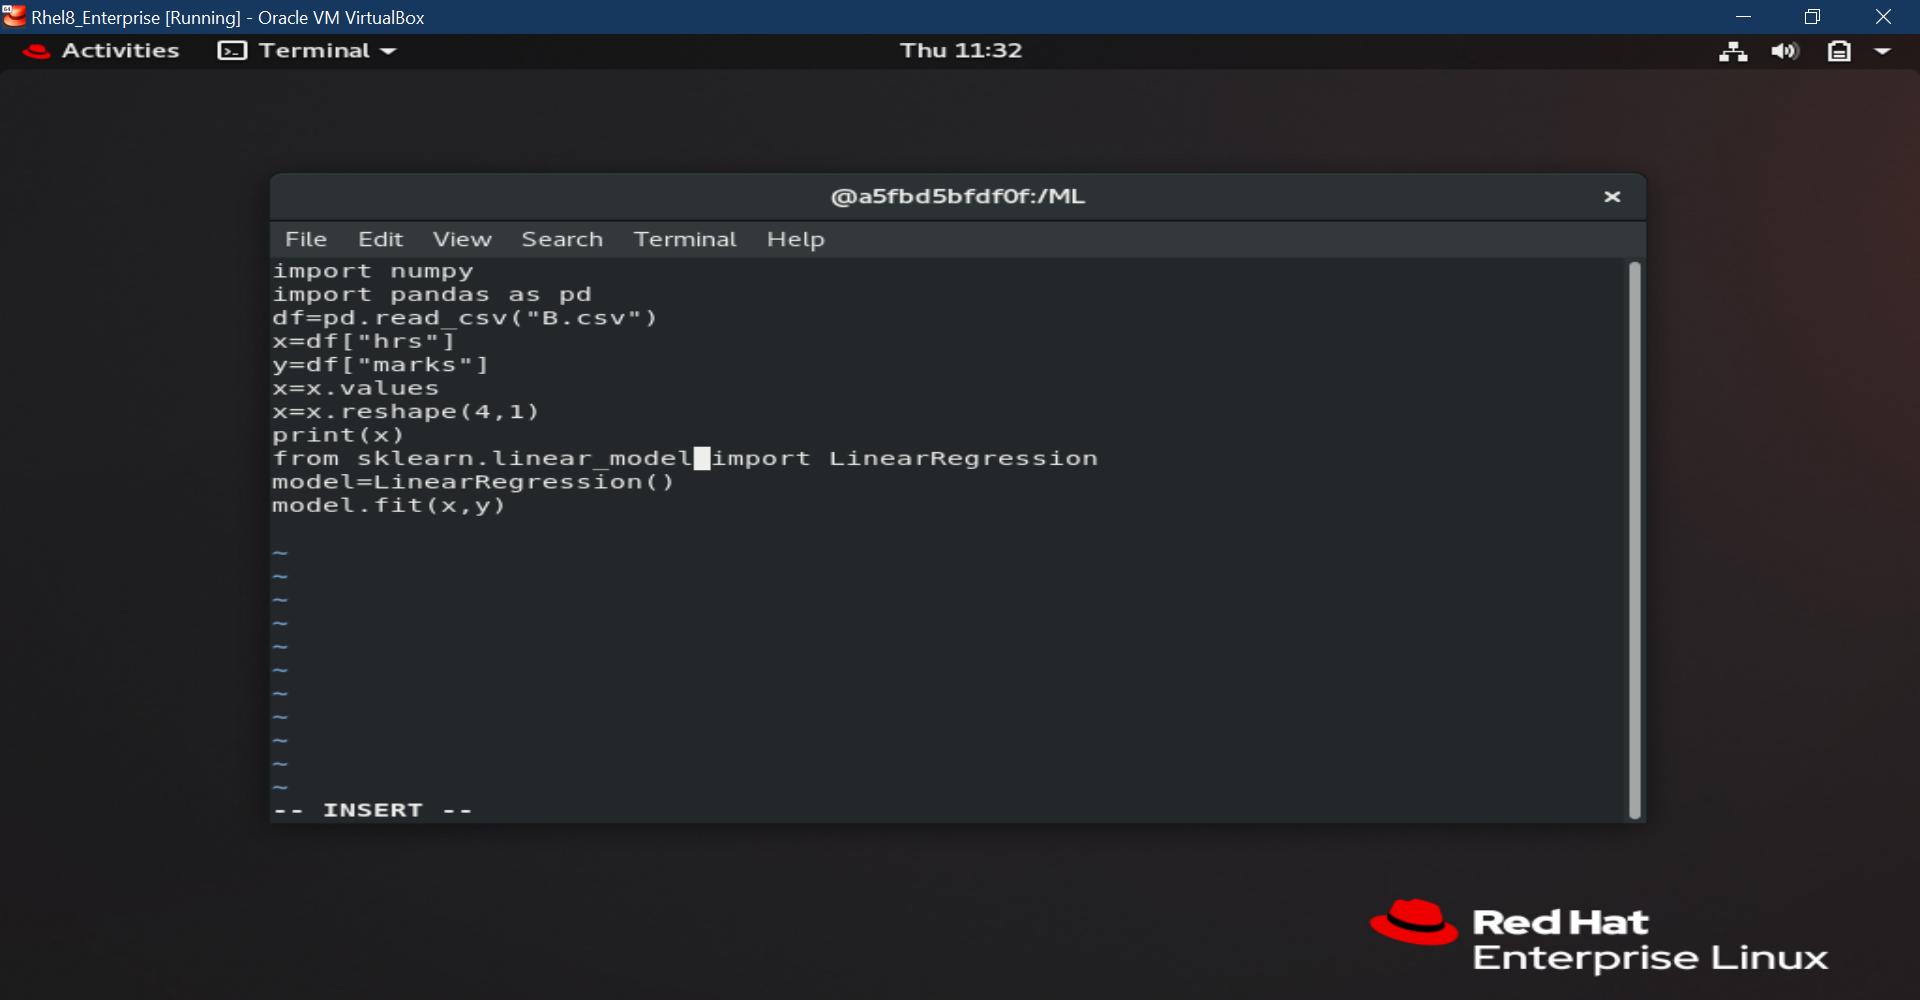 Rhel8_Enterprise [Running] - Oracle VM VirtualBox
Activities Terminal Thu 11:32
@a5fbd5bfdf0f:/ML
File Edit View Search Terminal Help
import numpy
import pandas as pd
df=pd.read_csv("B.csv")
x=df["hrs"]
y=df["marks"]
x=x.values
x=x.reshape(4,1)
print(x)
from sklearn.linear_model import LinearRegression
model=LinearRegression()
model.fit(x,y)
~
~
~
~
~
~
~
~
~
~
~
-- INSERT --
Red Hat
Enterprise Linux